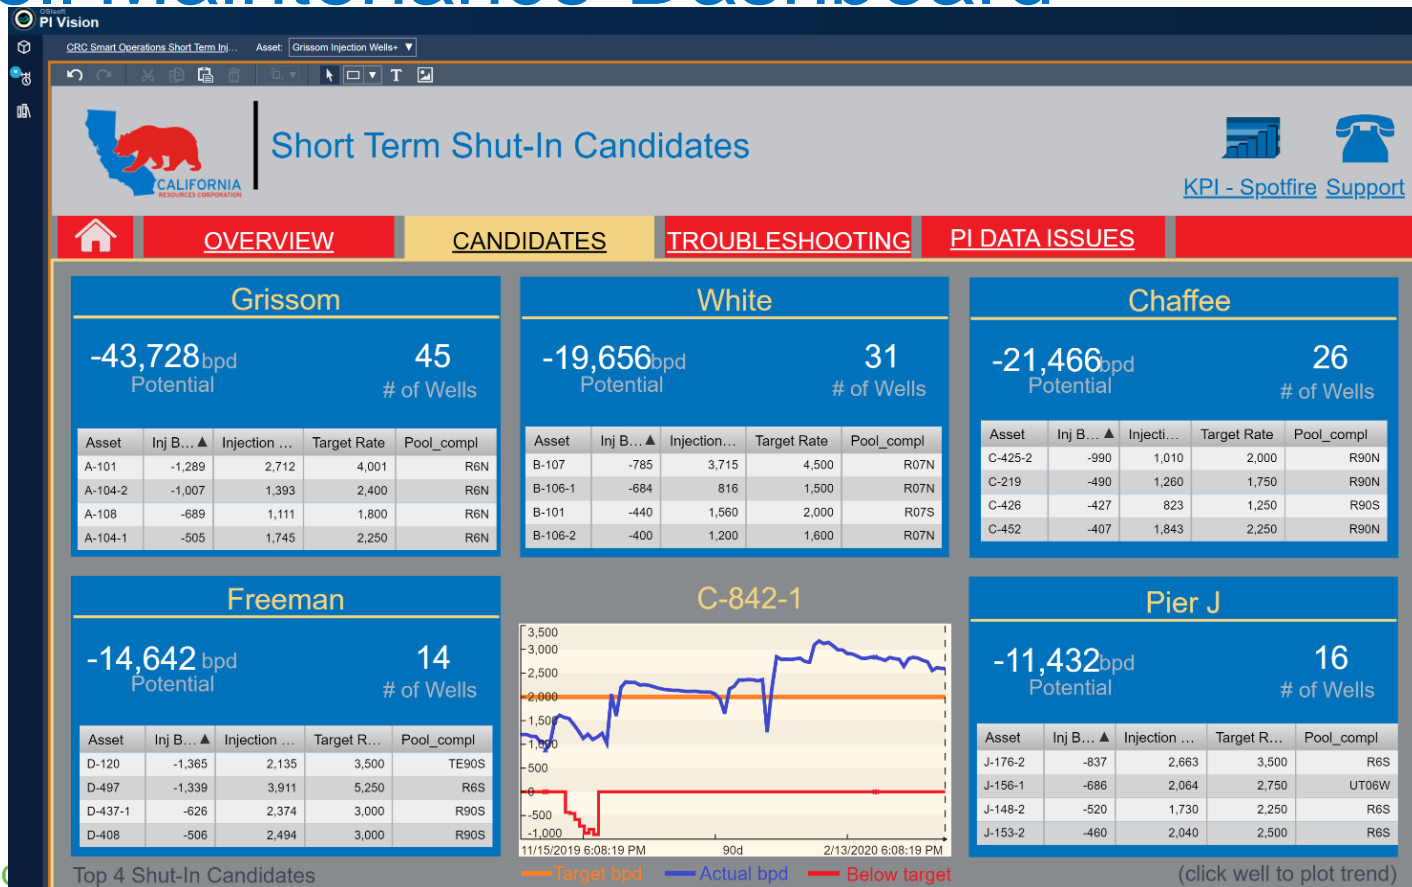 OSIsoft
PI Vision
CRC Smart Operations Short Term Inj... Asset: Grissom Injection Wells+
T
CALIFORNIA
RESOURCES CORPORATION
Short Term Shut-In Candidates
KPI - Spotfire Support
OVERVIEW CANDIDATES TROUBLESHOOTING PI DATA ISSUES
Grissom
-43,728 bpd 45
Potential # of Wells
Asset Inj B... Injection ... Target Rate Pool_compl
A-101 -1,289 2,712 4,001 R6N
A-104-2 -1,007 1,393 2,400 R6N
A-108 -689 1,111 1,800 R6N
A-104-1 -505 1,745 2,250 R6N
White
-19,656 bpd 31
Potential # of Wells
Asset Inj B... Injection... Target Rate Pool_compl
B-107 -785 3,715 4,500 R07N
B-106-1 -684 816 1,500 R07N
B-101 -440 1,560 2,000 R07S
B-106-2 -400 1,200 1,600 R07N
Chaffee
-21,466 bpd 26
Potential # of Wells
Asset Inj B... Injecti... Target Rate Pool_compl
C-425-2 -990 1,010 2,000 R90N
C-219 -490 1,260 1,750 R90N
C-426 -427 823 1,250 R90S
C-452 -407 1,843 2,250 R90N
Freeman
-14,642 bpd 14
Potential # of Wells
Asset Inj B... Injection ... Target R... Pool_compl
D-120 -1,365 2,135 3,500 TE90S
D-497 -1,339 3,911 5,250 R6S
D-437-1 -626 2,374 3,000 R90S
D-408 -506 2,494 3,000 R90S
C-842-1
3,500
3,000
2,500
2,000
1,500
1,000
500
0
-500
-1,000
11/15/2019 6:08:19 PM 90d 2/13/2020 6:08:19 PM
Target bpd Actual bpd Below target
Pier J
-11,432 bpd 16
Potential # of Wells
Asset Inj B... Injection ... Target R... Pool_compl
J-176-2 -837 2,663 3,500 R6S
J-156-1 -686 2,064 2,750 UT06W
J-148-2 -520 1,730 2,250 R6S
J-153-2 -460 2,040 2,500 R6S
Top 4 Shut-In Candidates
(click well to plot trend)